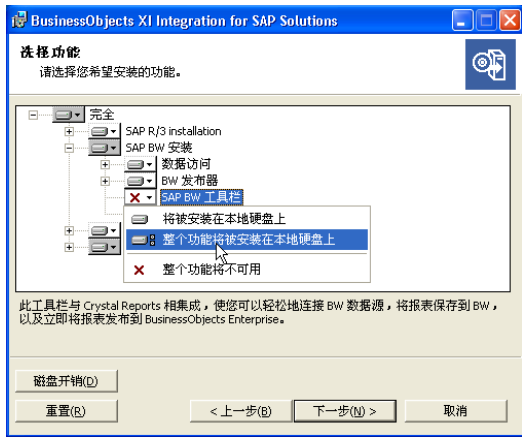 BusinessObjects XI Integration for SAP Solutions
选择功能
请选择您希望安装的功能。
完全
SAP R/3 installation
SAP BW 安装
数据访问
BW 发布器
SAP BW 工具栏
将被安装在本地硬盘上
整个功能将被安装在本地硬盘上
整个功能将不可用
此工具栏与 Crystal Reports 相集成，使您可以轻松地连接 BW 数据源，将报表保存到 BW，
以及立即将报表发布到 BusinessObjects Enterprise。
磁盘开销(D)
重置(R)
<上一步(B)
下一步(N) >
取消